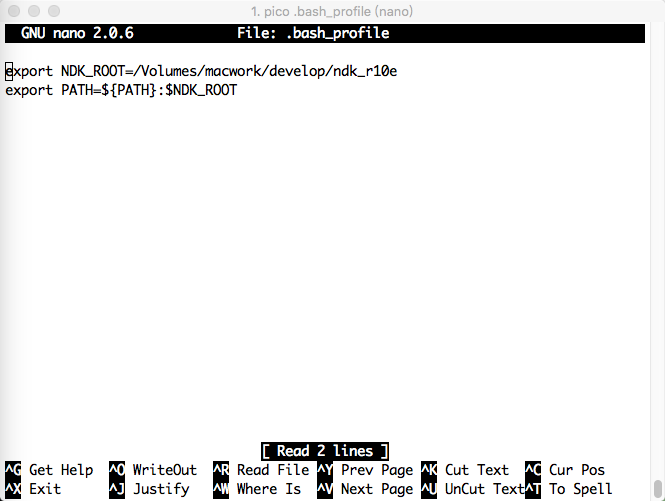 1. pico .bash_profile (nano)
GNU nano 2.0.6 File: .bash_profile
export NDK_ROOT=/Volumes/macwork/develop/ndk_r10e
export PATH=${PATH}:$NDK_ROOT
[ Read 2 lines ]
^G Get Help ^O WriteOut ^R Read File ^Y Prev Page ^K Cut Text ^C Cur Pos
^X Exit ^J Justify ^W Where Is ^V Next Page ^U UnCut Text ^T To Spell